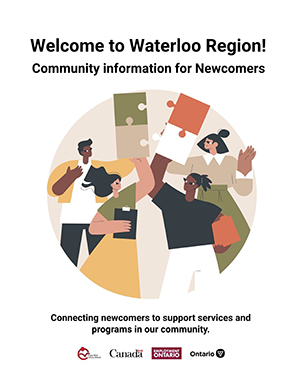 Welcome to Waterloo Region!
Community information for Newcomers
Connecting newcomers to support services and
programs in our community.
Canada
EMPLOYMENT
ONTARIO
Ontario